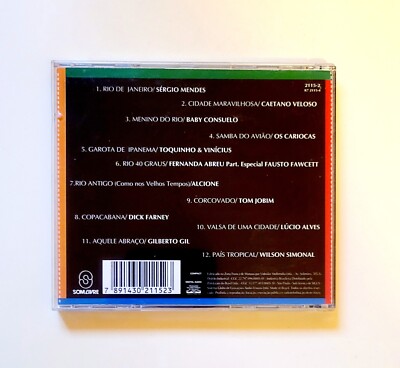 2115-2
1. RIO DE JANEIRO/ SÉRGIO MENDES
2. CIDADE MARAVILHOSA/ CAETANO VELOSO
3. MENINO DO RIO/ BABY CONSUELO
4. SAMBA DO AVIÃO/ OS CARIOCAS
5. GAROTA DE IPANEMA/ TOQUINHO & VINÍCIUS
6. RIO 40 GRAUS/ FERNANDA ABREU Part. Especial FAUSTO FAWCETT
7.RIO ANTIGO (Como nos Velhos Tempos)/ALCIONE
9. CORCOVADO/ TOM JOBIM
8. COPACABANA/ DICK FARNEY
10. VALSA DE UMA CIDADE/ LÚCIO ALVES
11. AQUELE ABRAÇO/ GILBERTO GIL
12. PAÍS TROPICAL/ WILSON SIMONAL
SOM LIVRE
7 891430 211523
COMPACT